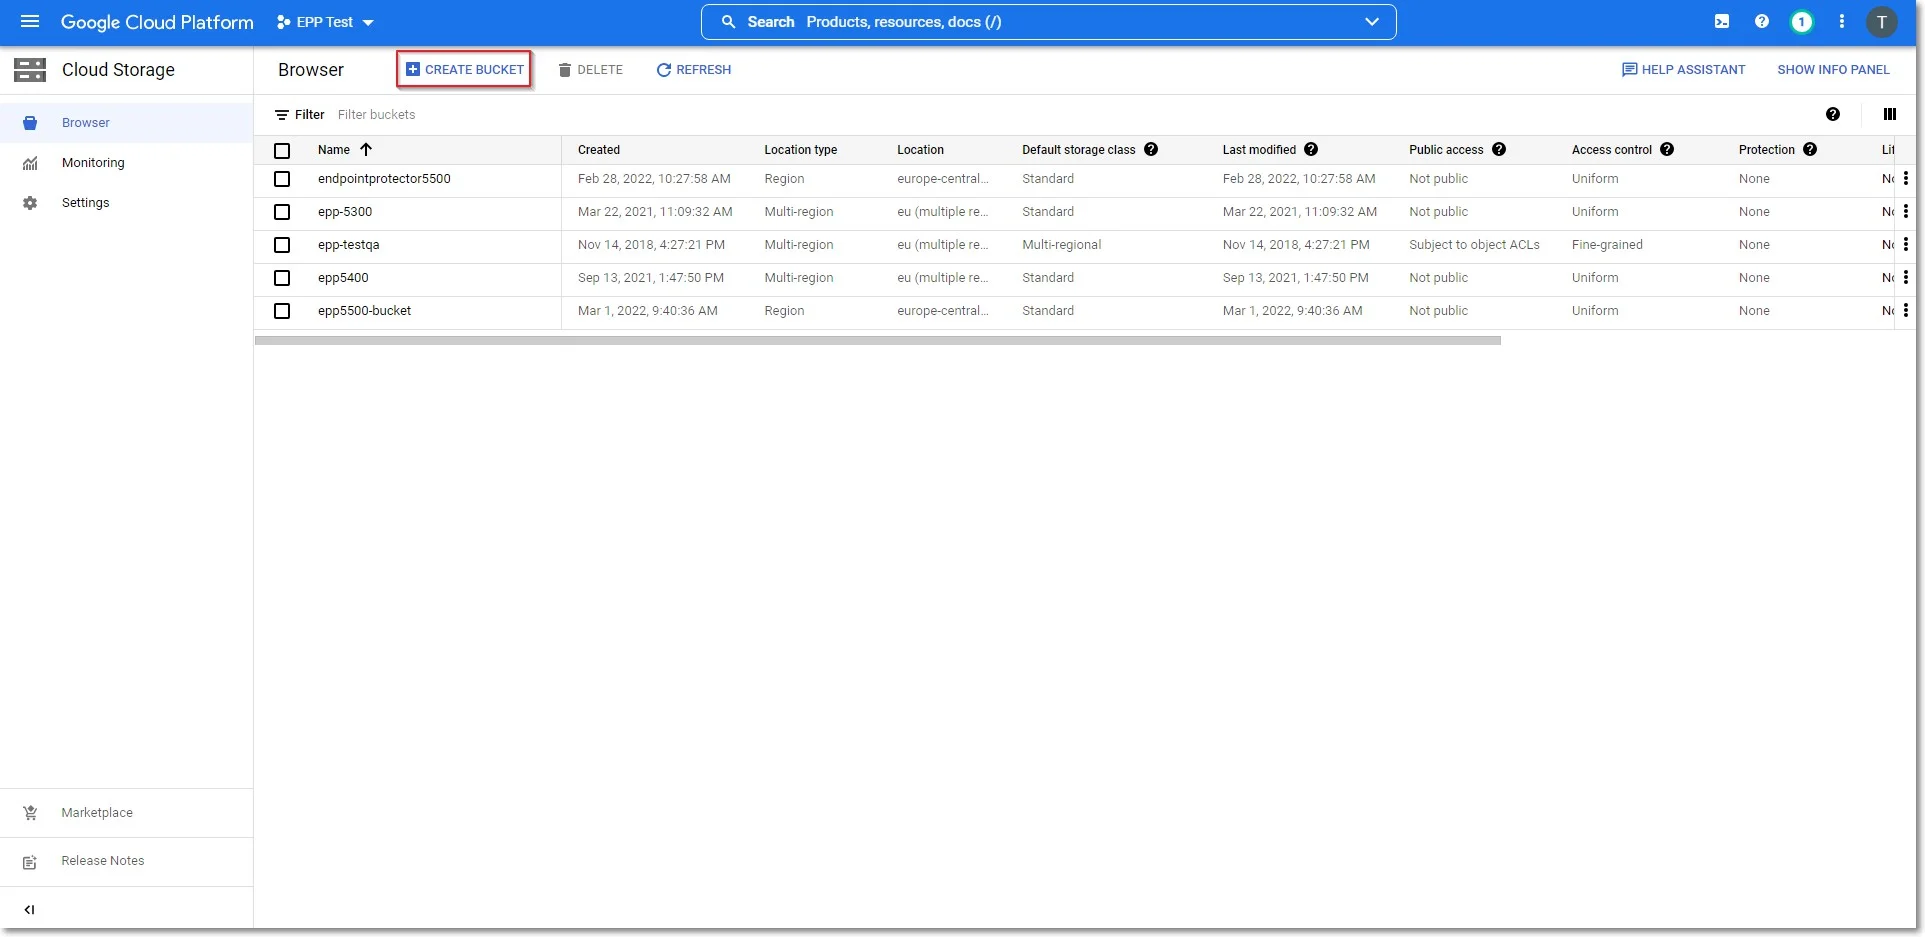 Google Cloud Platform EPP Test Search Products, resources, docs (/) 1 T
Cloud Storage Browser CREATE BUCKET DELETE REFRESH HELP ASSISTANT SHOW INFO PANEL
Browser
Monitoring
Settings
Filter Filter buckets
Name Created Location type Location Default storage class Last modified Public access Access control Protection
endpointprotector5500 Feb 28, 2022, 10:27:58 AM Region europe-central... Standard Feb 28, 2022, 10:27:58 AM Not public Uniform None
epp-5300 Mar 22, 2021, 11:09:32 AM Multi-region eu (multiple re... Standard Mar 22, 2021, 11:09:32 AM Not public Uniform None
epp-testqa Nov 14, 2018, 4:27:21 PM Multi-region eu (multiple re... Multi-regional Nov 14, 2018, 4:27:21 PM Subject to object ACLs Fine-grained None
epp5400 Sep 13, 2021, 1:47:50 PM Multi-region eu (multiple re... Standard Sep 13, 2021, 1:47:50 PM Not public Uniform None
epp5500-bucket Mar 1, 2022, 9:40:36 AM Region europe-central... Standard Mar 1, 2022, 9:40:36 AM Not public Uniform None
Marketplace
Release Notes